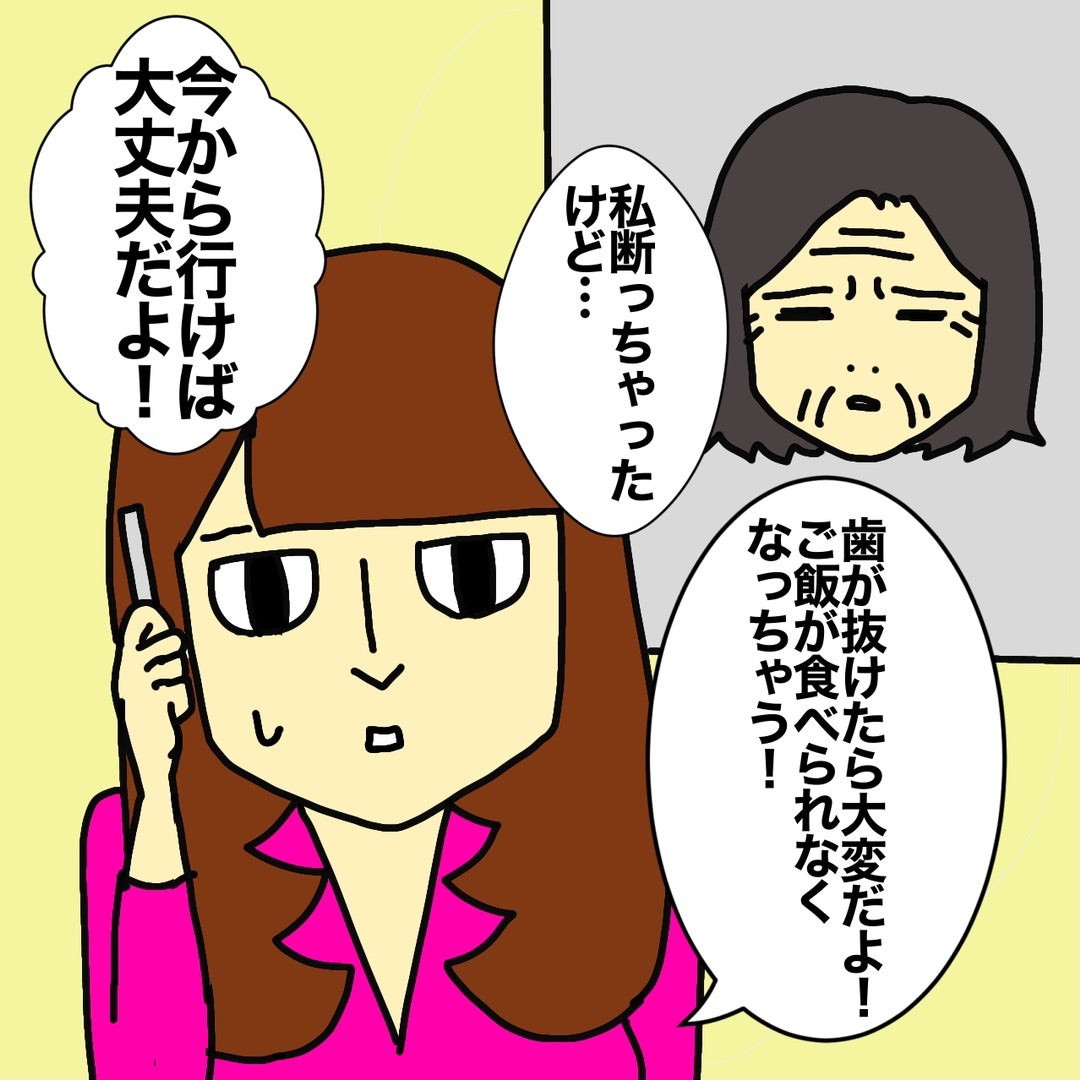 歯が抜けたら大変だよ！
ご飯が食べられなく
なっちゃう！
私断っちゃった
けど…
今から行けば
大丈夫だよ！